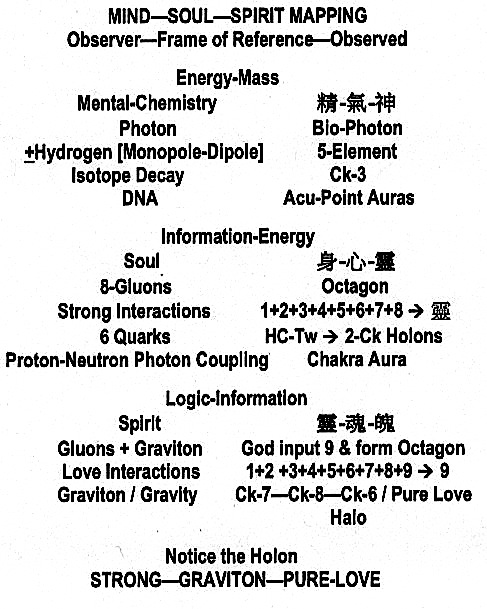 MIND—SOUL—SPIRIT MAPPING
Observer—Frame of Reference—Observed
Energy-Mass
Mental-Chemistry 精-氣-神
Photon Bio-Photon
±Hydrogen [Monopole-Dipole] 5-Element
Isotope Decay Ck-3
DNA Acu-Point Auras
Information-Energy
Soul 身-心-靈
8-Gluons Octagon
Strong Interactions 1+2+3+4+5+6+7+8 → 靈
6 Quarks HC-Tw → 2-Ck Holons
Proton-Neutron Photon Coupling Chakra Aura
Logic-Information
Spirit 靈-魂-魄
Gluons + Graviton God input 9 & form Octagon
Love Interactions 1+2 +3+4+5+6+7+8+9 → 9
Graviton / Gravity Ck-7—Ck-8—Ck-6 / Pure Love
Halo
Notice the Holon
STRONG—GRAVITON—PURE-LOVE